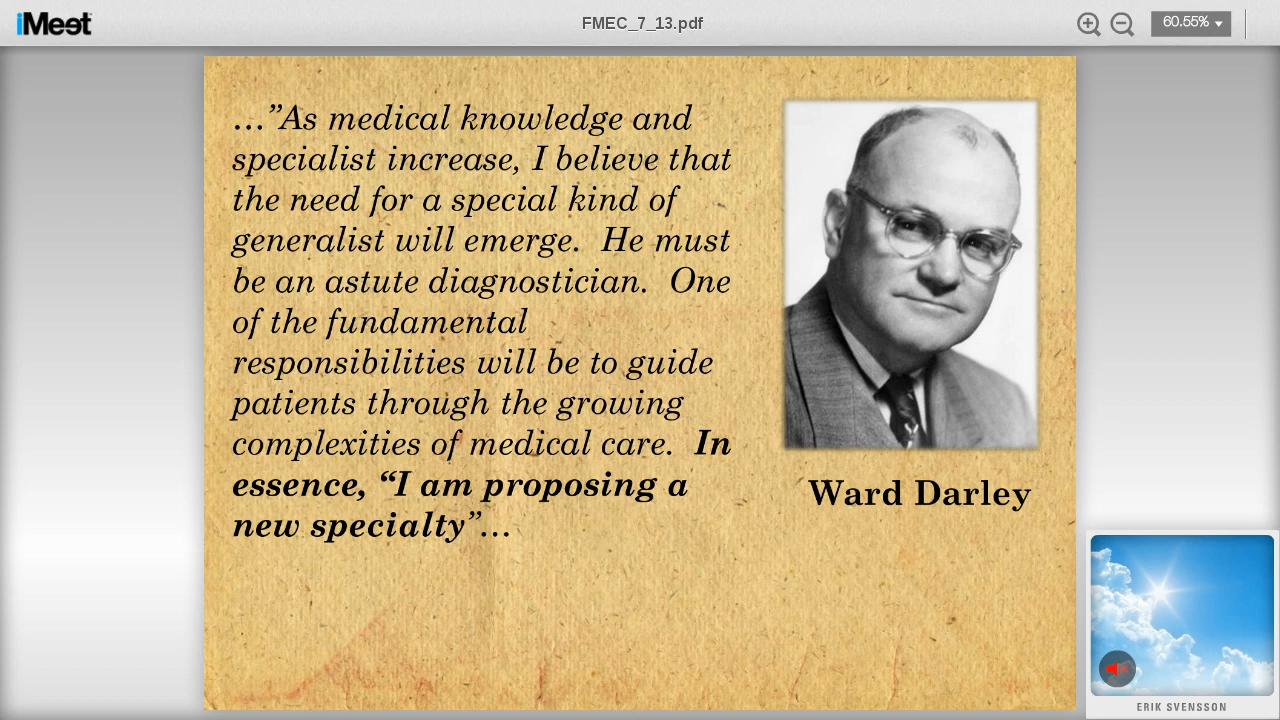 iMeet
FMEC_7_13.pdf
60.55%
…”As medical knowledge and
specialist increase, I believe that
the need for a special kind of
generalist will emerge.  He must
be an astute diagnostician.  One
of the fundamental
responsibilities will be to guide
patients through the growing
complexities of medical care.  In
essence, “I am proposing a
new specialty”…
Ward Darley
ERIK SVENSSON